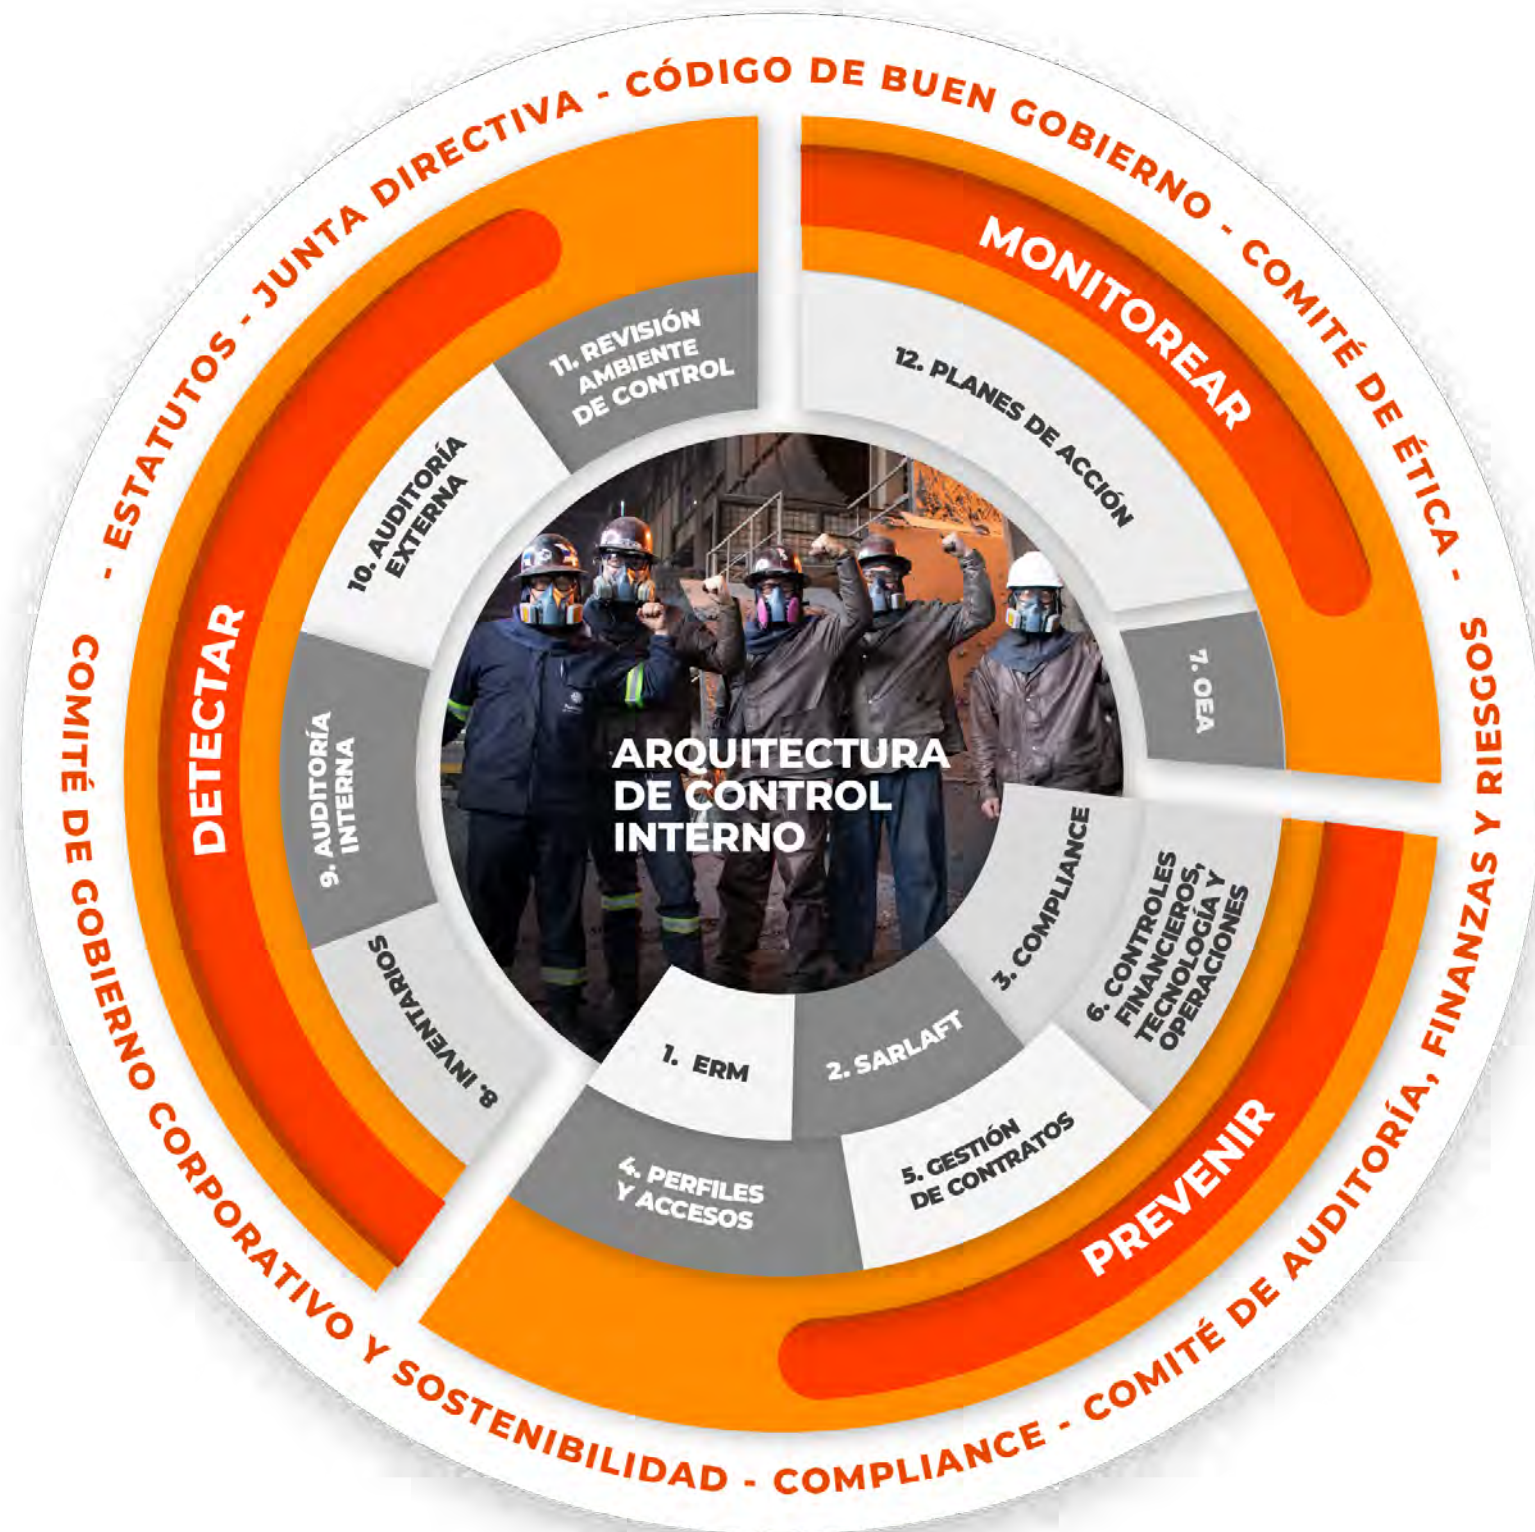 - ESTATUTOS - JUNTA DIRECTIVA - CÓDIGO DE BUEN GOBIERNO - COMITÉ DE ÉTICA -
COMITÉ DE GOBIERNO CORPORATIVO Y SOSTENIBILIDAD - COMPLIANCE - COMITÉ DE AUDITORÍA, FINANZAS Y RIESGOS
MONITOREAR
12. PLANES DE ACCIÓN
7. OEA
PREVENIR
1. ERM
2. SARLAFT
3. COMPLIANCE
4. PERFILES
Y ACCESOS
5. GESTIÓN
DE CONTRATOS
6. CONTROLES
FINANCIEROS,
TECNOLOGÍA Y
OPERACIONES
DETECTAR
8. INVENTARIOS
9. AUDITORÍA
INTERNA
10. AUDITORÍA
EXTERNA
11. REVISIÓN
AMBIENTE
DE CONTROL
ARQUITECTURA
DE CONTROL
INTERNO